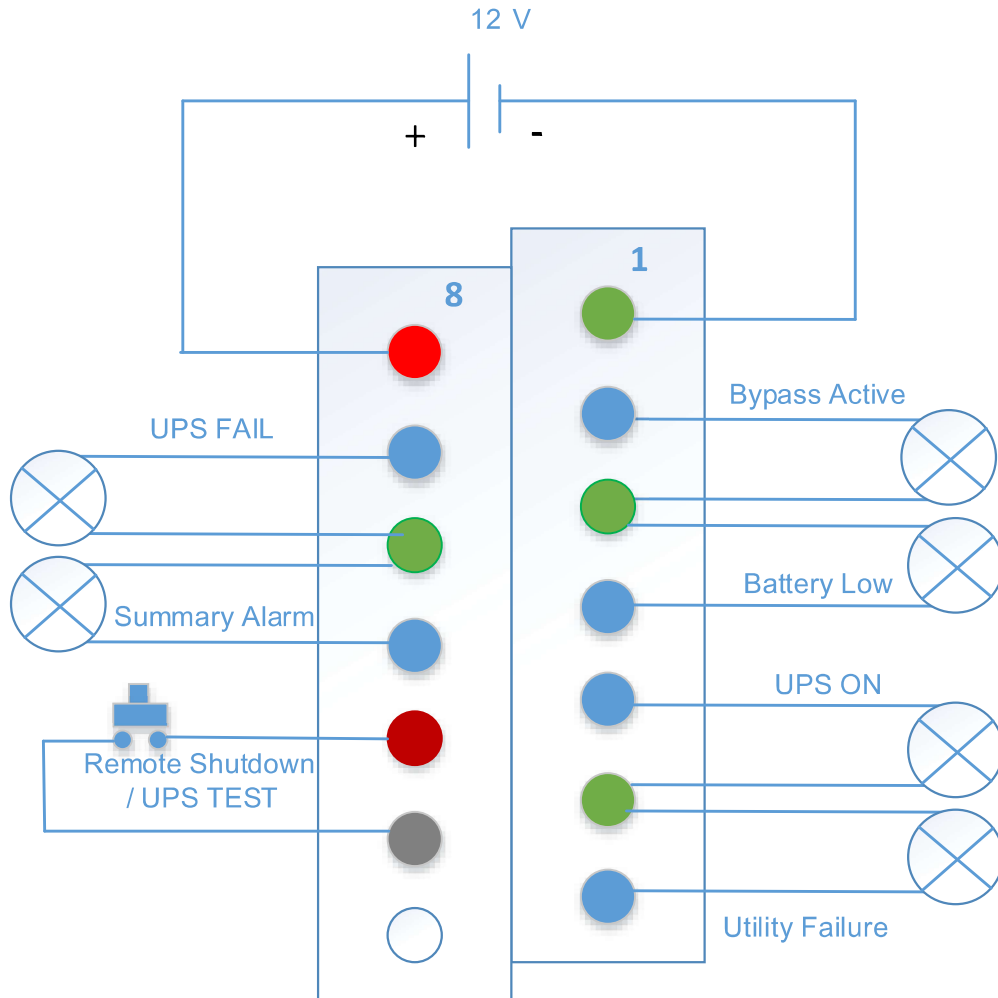 12 V
+
-
1
8
Bypass Active
UPS FAIL
Battery Low
Summary Alarm
UPS ON
Remote Shutdown
/ UPS TEST
Utility Failure